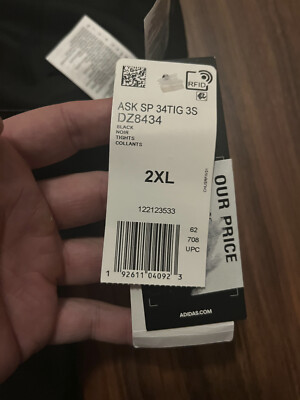 RFID
ASK SP 34TIG 3S
DZ8434
BLACK
NOIR
TIGHTS
COLLANTS
2XL
122123533
62
708
UPC
1 92611 04092 3
OUR PRICE
ADIDAS.COM